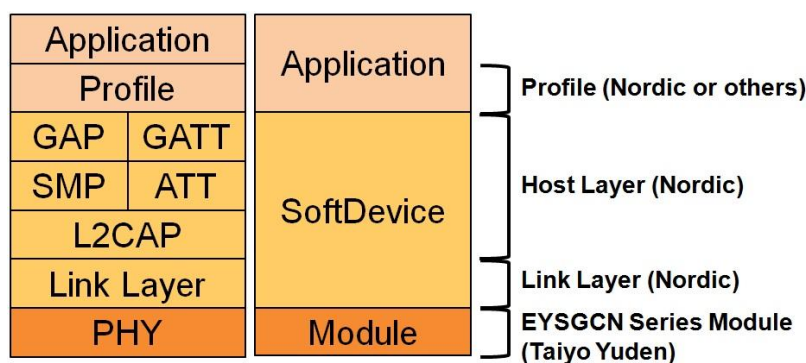 Application
Profile
GAP
GATT
SMP
ATT
L2CAP
Link Layer
PHY
Application
SoftDevice
Module
Profile (Nordic or others)
Host Layer (Nordic)
Link Layer (Nordic)
EYSGCN Series Module
(Taiyo Yuden)